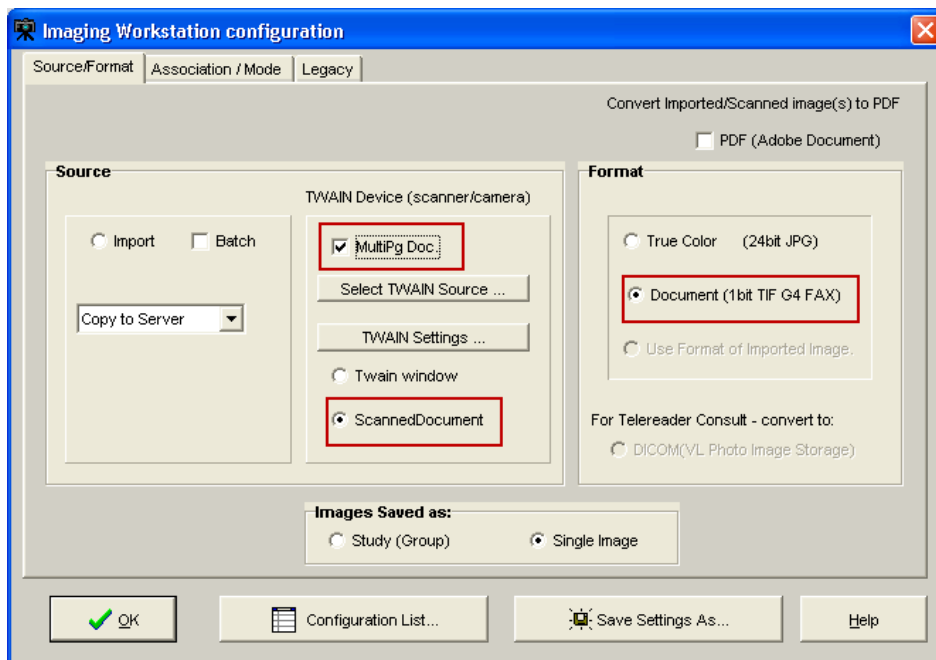 Imaging Workstation configuration
Source/Format Association / Mode Legacy
Convert Imported/Scanned image(s) to PDF
PDF (Adobe Document)
Source
TWAIN Device (scanner/camera)
Import Batch
Copy to Server
MultiPg Doc.
Select TWAIN Source ...
TWAIN Settings ...
Twain window
ScannedDocument
Format
True Color (24bit JPG)
Document (1bit TIF G4 FAX)
Use Format of Imported Image.
For Telereader Consult - convert to:
DICOM(VL Photo Image Storage)
Images Saved as:
Study (Group) Single Image
OK Configuration List... Save Settings As... Help